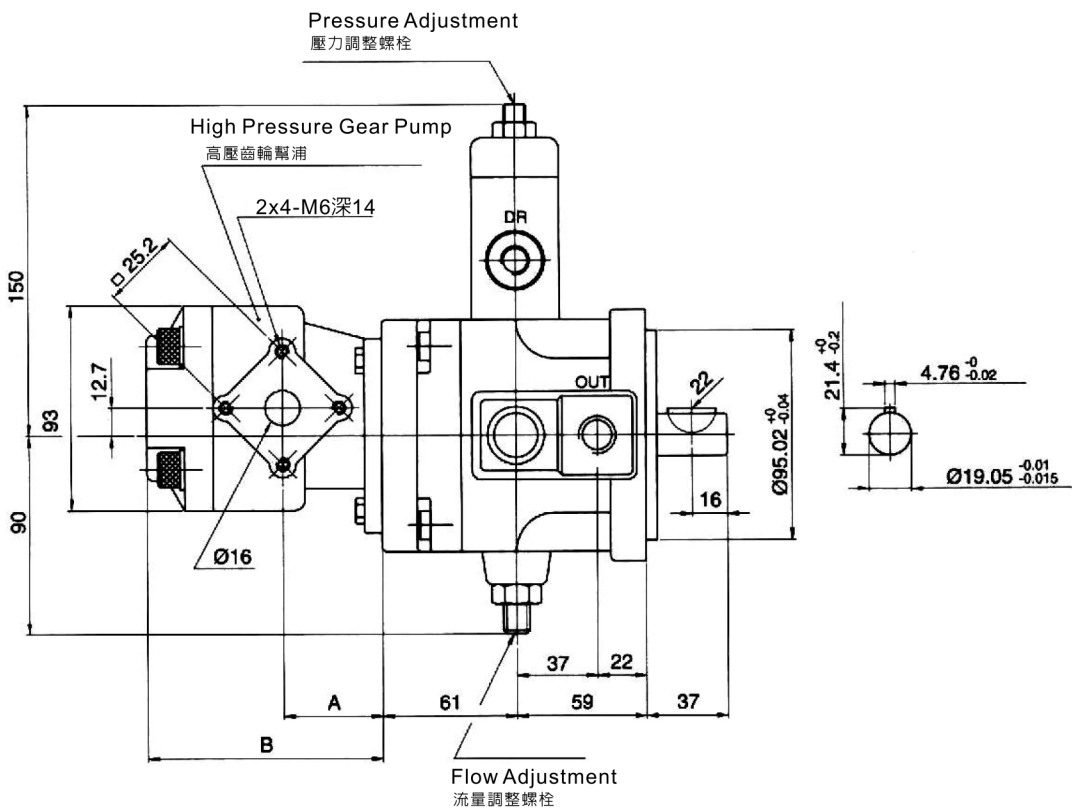 Pressure Adjustment
壓力調整螺栓
High Pressure Gear Pump
高壓齒輪幫浦
2x4-M6深14
DR
□ 25.2
150
12.7
93
90
OUT
22
Ø95.02 +0 -0.04
21.4 +0 -0.2
4.76 -0 -0.02
Ø19.05 -0.01 -0.015
16
Ø16
37
22
A
61
59
37
B
Flow Adjustment
流量調整螺栓